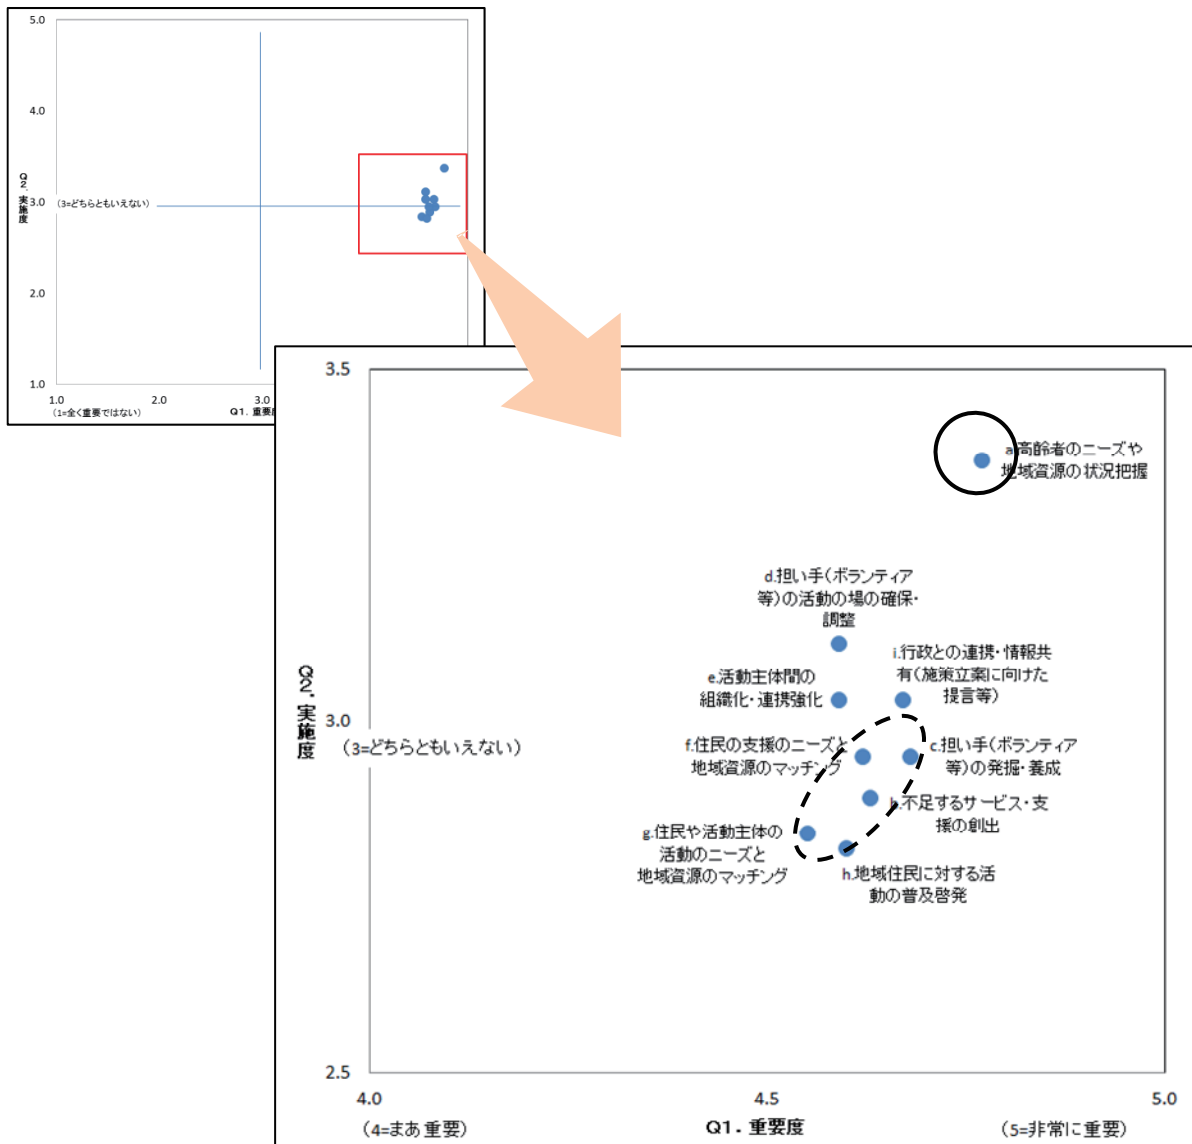 5.0
4.0
Q2.実施度
3.0
(3=どちらともいえない)
2.0
1.0
1.0
2.0
3.0
(1=全く重要ではない)
Q1.重要度
3.5
a.高齢者のニーズや
地域資源の状況把握
d.担い手(ボランティア
等)の活動の場の確保・
調整
i.行政との連携・情報共
有(施策立案に向けた
提言等)
e.活動主体間の
組織化・連携強化
Q2.実施度
3.0
(3=どちらともいえない)
f.住民の支援のニーズと
地域資源のマッチング
c.担い手(ボランティア
等)の発掘・養成
b.不足するサービス・支
援の創出
g.住民や活動主体の
活動のニーズと
地域資源のマッチング
h.地域住民に対する活
動の普及啓発
2.5
4.0
4.5
5.0
(4=まあ重要)
Q1.重要度
(5=非常に重要)